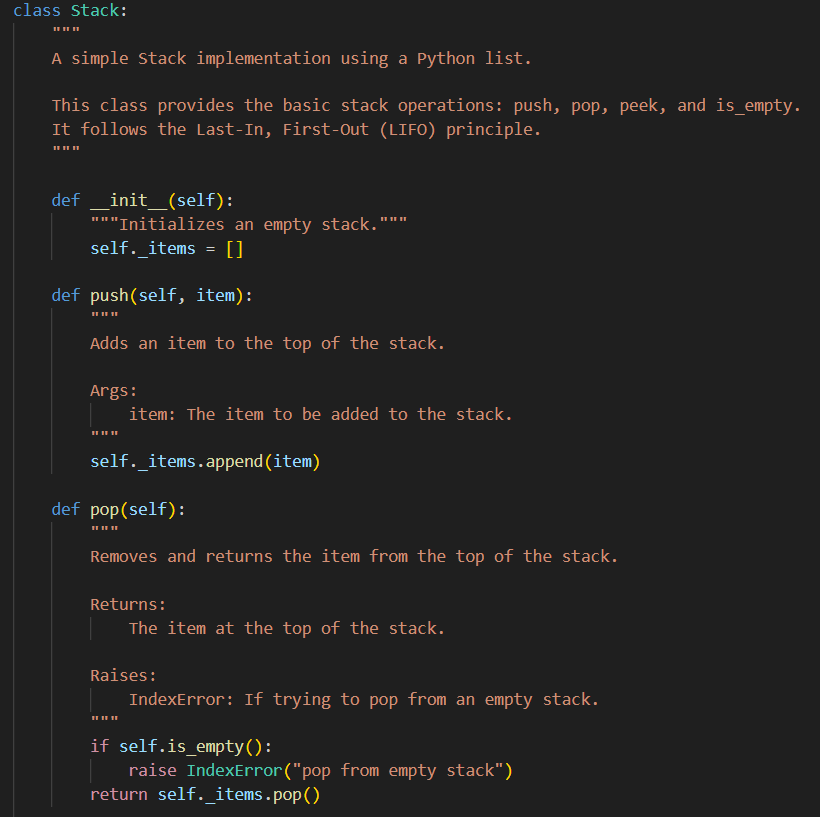 class Stack:
    """
    A simple Stack implementation using a Python list.

    This class provides the basic stack operations: push, pop, peek, and is_empty.
    It follows the Last-In, First-Out (LIFO) principle.
    """

    def __init__(self):
        """Initializes an empty stack."""
        self._items = []

    def push(self, item):
        """
        Adds an item to the top of the stack.

        Args:
            item: The item to be added to the stack.
        """
        self._items.append(item)

    def pop(self):
        """
        Removes and returns the item from the top of the stack.

        Returns:
            The item at the top of the stack.

        Raises:
            IndexError: If trying to pop from an empty stack.
        """
        if self.is_empty():
            raise IndexError("pop from empty stack")
        return self._items.pop()